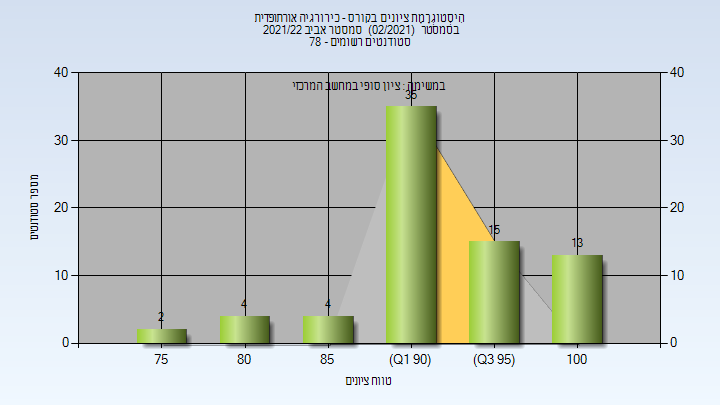 היסטוגרמת ציונים בקורס - כירורגיה אורתופדית
בסמסטר (02/2021) סמסטר אביב 2021/22
סטודנטים רשומים - 78
במשימה : ציון סופי במחשב המרכזי
מספר סטודנטים
40
30
20
10
0
40
30
20
10
0
2
4
4
35
15
13
75
80
85
(Q1 90)
(Q3 95)
100
טווח ציונים